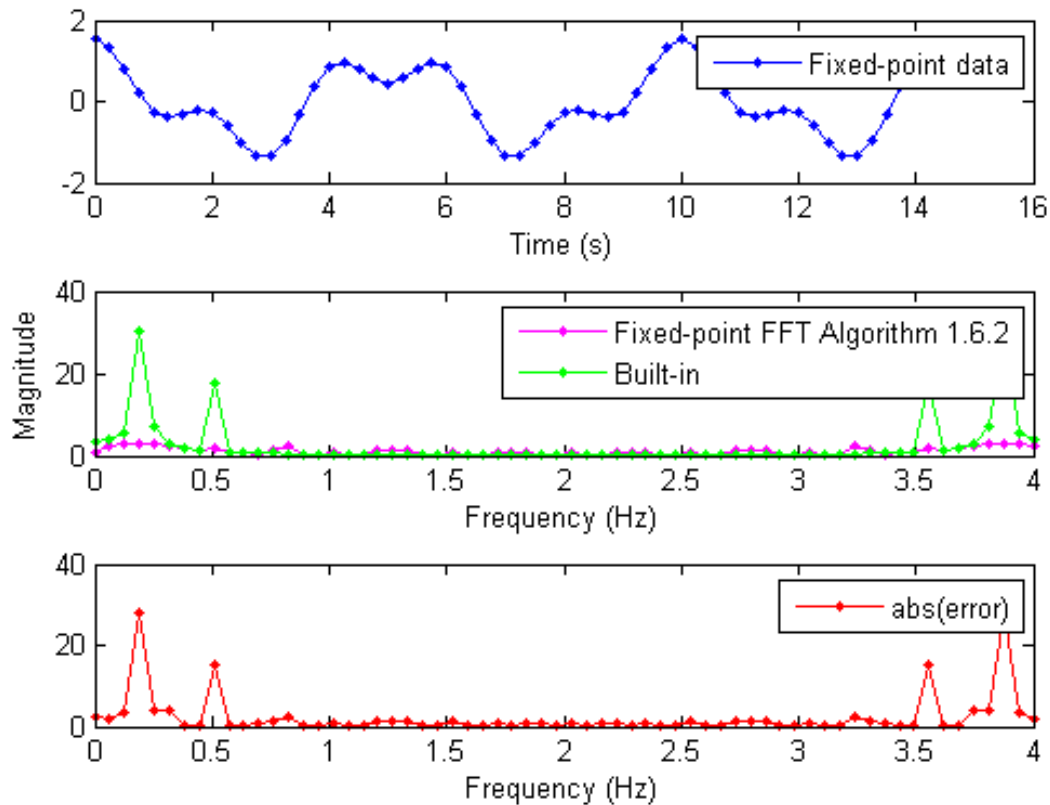 2
0
-2
Fixed-point data
0 2 4 6 8 10 12 14 16
Time (s)
40
20
0
Magnitude
Fixed-point FFT Algorithm 1.6.2
Built-in
0 0.5 1 1.5 2 2.5 3 3.5 4
Frequency (Hz)
40
20
0
abs(error)
0 0.5 1 1.5 2 2.5 3 3.5 4
Frequency (Hz)